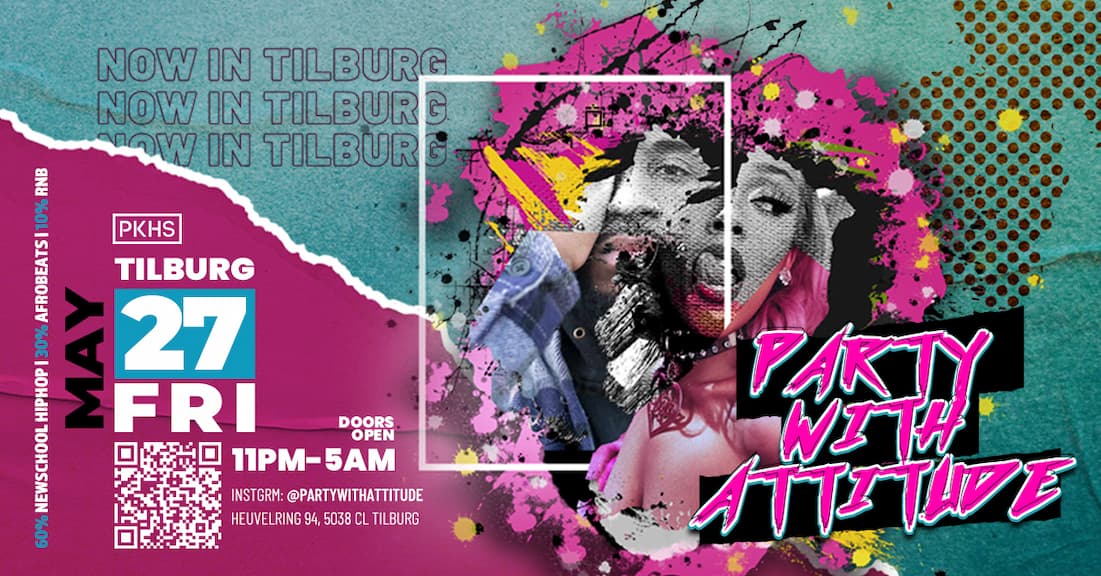 NOW IN TILBURG
NOW IN TILBURG
NOW IN TILBURG
60% NEWSCHOOL HIPHOP | 30% AFROBEATS | 10% RNB
PKHS
TILBURG
MAY
27
FRI
DOORS
OPEN
11PM-5AM
INSTGRM: @PARTYWITHATTITUDE
HEUVELRING 94, 5038 CL TILBURG
PARTY
WITH
ATTITUDE